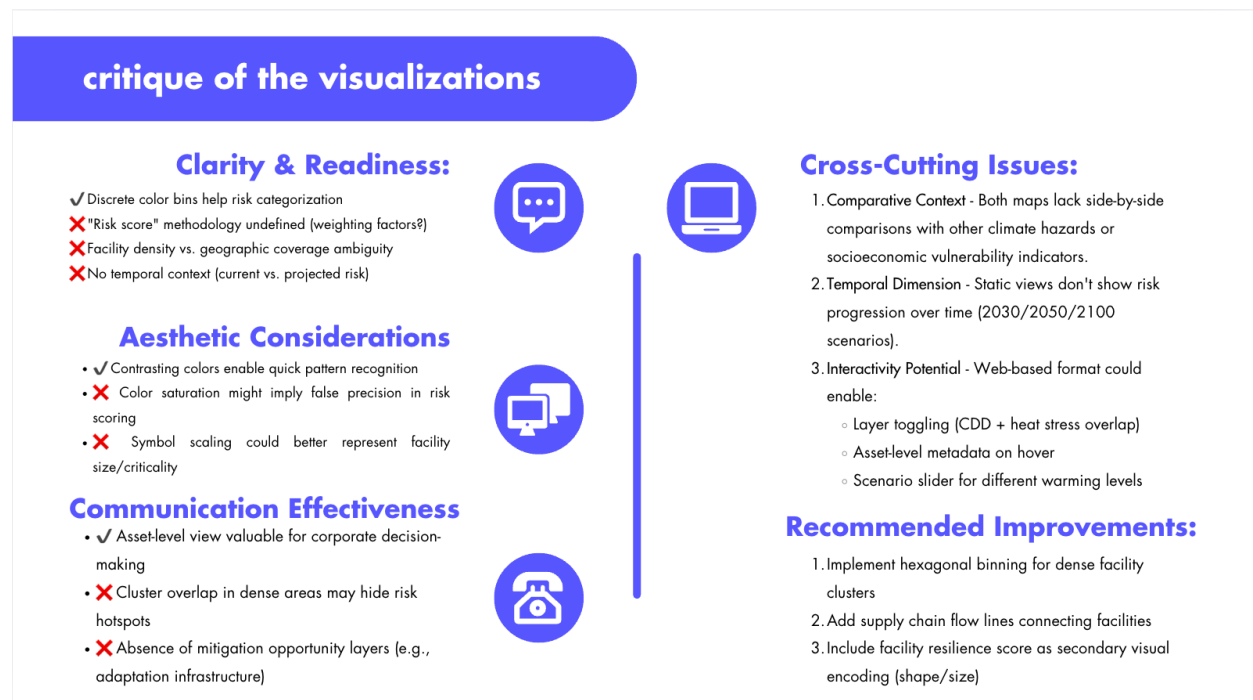 critique of the visualizations
Clarity & Readiness:
✔Discrete color bins help risk categorization
❌"Risk score" methodology undefined (weighting factors?)
❌Facility density vs. geographic coverage ambiguity
❌No temporal context (current vs. projected risk)
Aesthetic Considerations
• ✔Contrasting colors enable quick pattern recognition
• ❌ Color saturation might imply false precision in risk
scoring
• ❌ Symbol scaling could better represent facility
size/criticality
Communication Effectiveness
• ✔Asset-level view valuable for corporate decision-
making
• ❌Cluster overlap in dense areas may hide risk
hotspots
• ❌Absence of mitigation opportunity layers (e.g.,
adaptation infrastructure)
Cross-Cutting Issues:
1. Comparative Context - Both maps lack side-by-side
comparisons with other climate hazards or
socioeconomic vulnerability indicators.
2. Temporal Dimension - Static views don't show risk
progression over time (2030/2050/2100
scenarios).
3. Interactivity Potential - Web-based format could
enable:
◦ Layer toggling (CDD + heat stress overlap)
◦ Asset-level metadata on hover
◦ Scenario slider for different warming levels
Recommended Improvements:
1. Implement hexagonal binning for dense facility
clusters
2. Add supply chain flow lines connecting facilities
3. Include facility resilience score as secondary visual
encoding (shape/size)